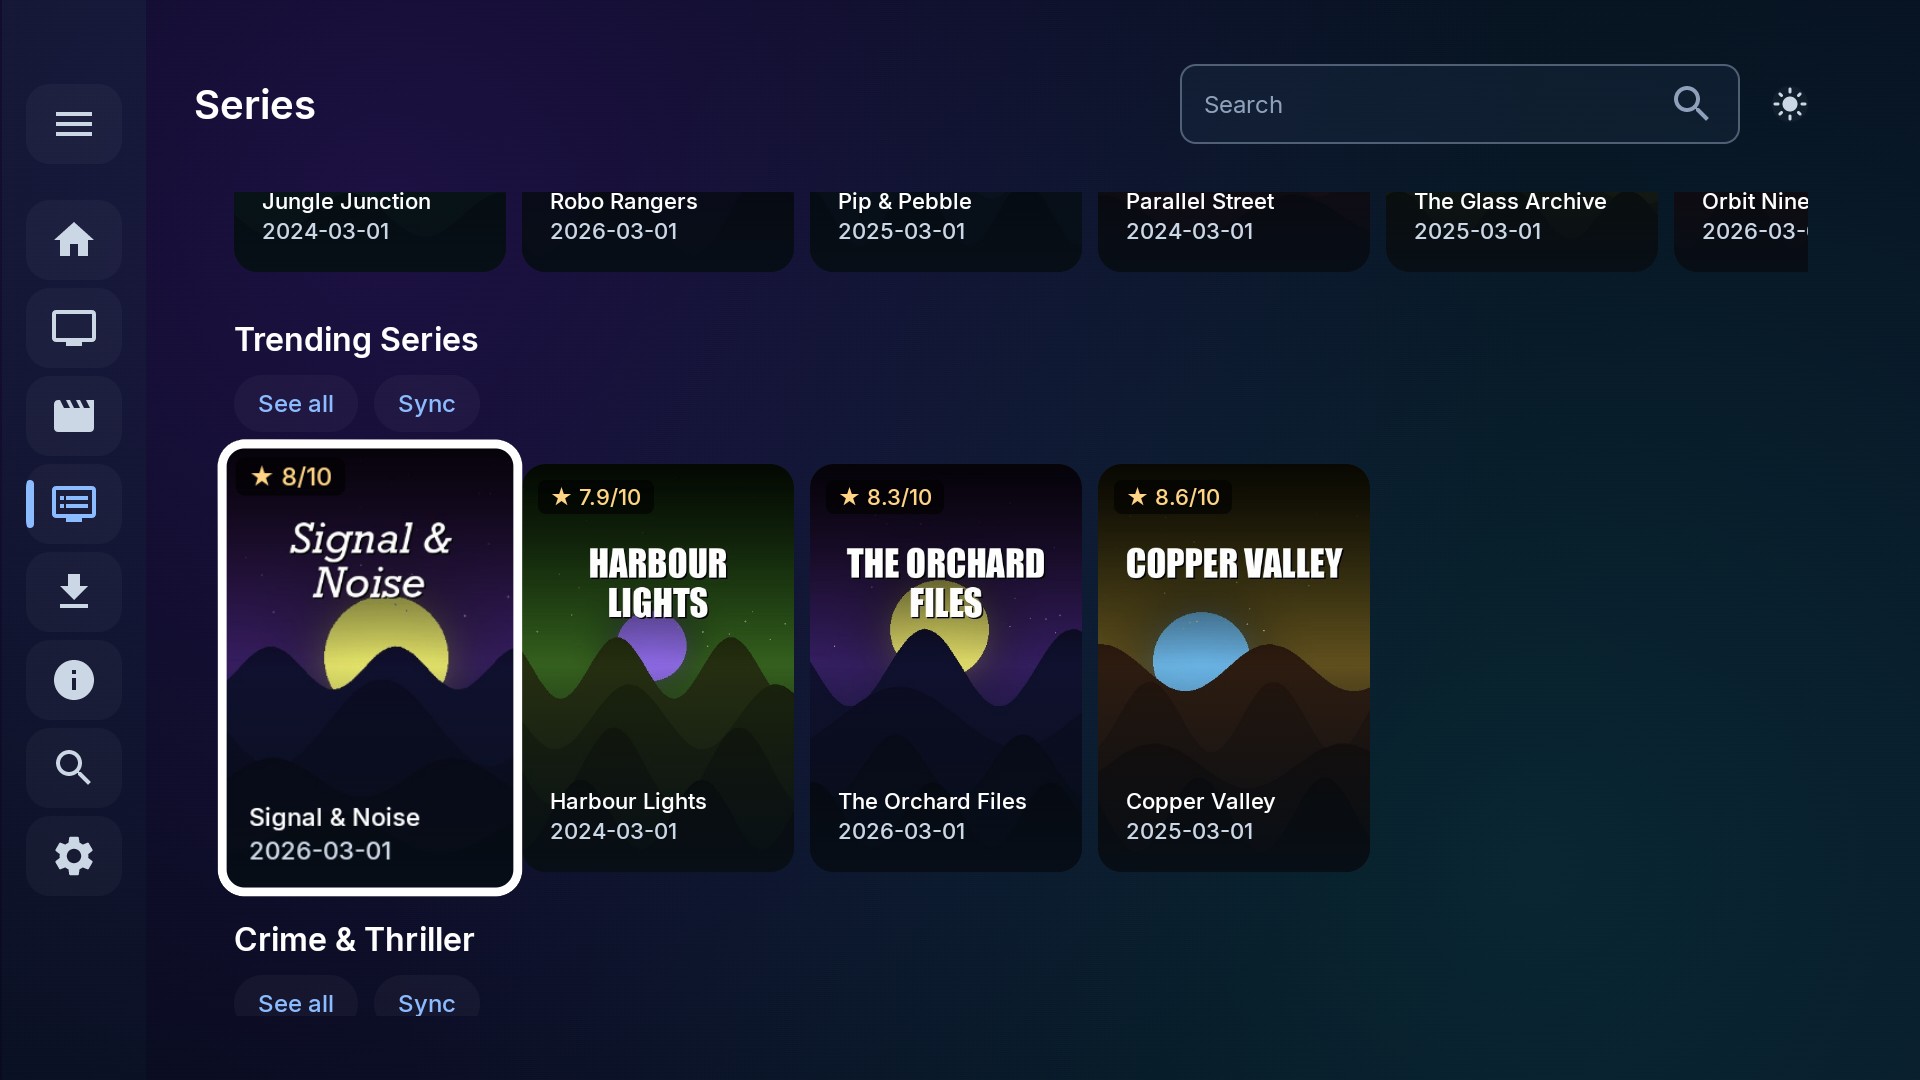 Series
Search
Jungle Junction
2024-03-01
Robo Rangers
2026-03-01
Pip & Pebble
2025-03-01
Parallel Street
2024-03-01
The Glass Archive
2025-03-01
Orbit Nine
2026-03-
Trending Series
See all
Sync
★ 8/10
Signal &
Noise
Signal & Noise
2026-03-01
★ 7.9/10
HARBOUR
LIGHTS
Harbour Lights
2024-03-01
★ 8.3/10
THE ORCHARD
FILES
The Orchard Files
2026-03-01
★ 8.6/10
COPPER VALLEY
Copper Valley
2025-03-01
Crime & Thriller
See all
Sync